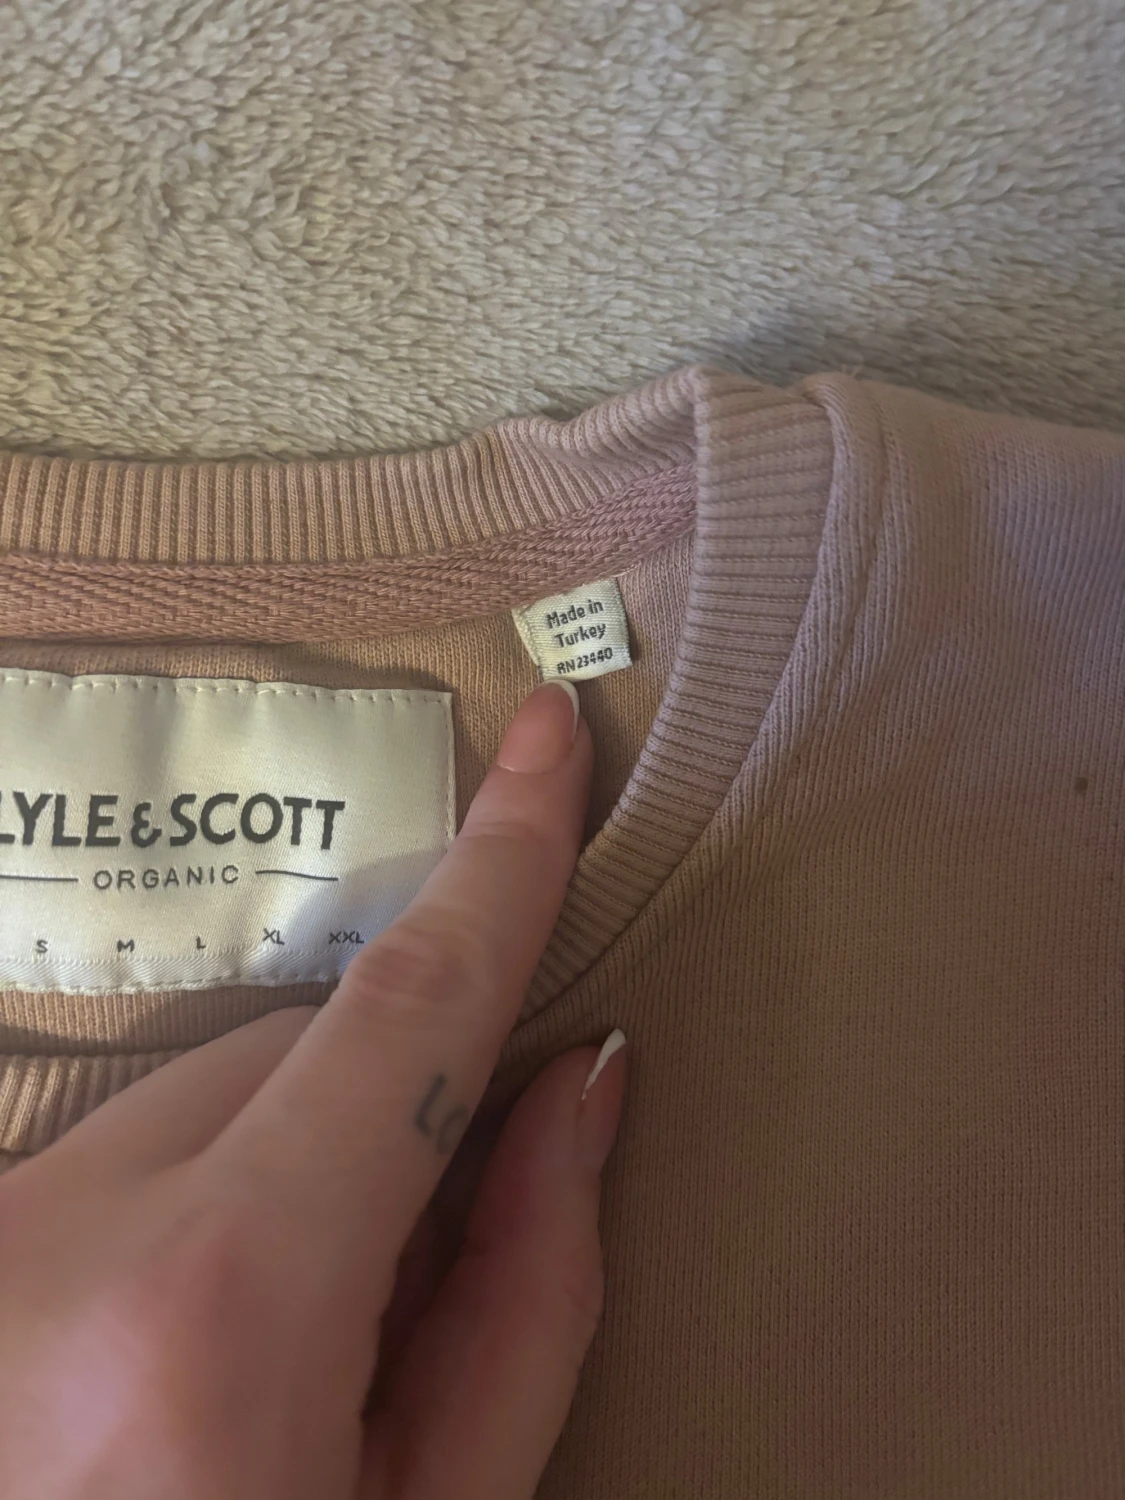 Made in
Turkey
RN23440
LYLE & SCOTT
ORGANIC
S M L XL XXL